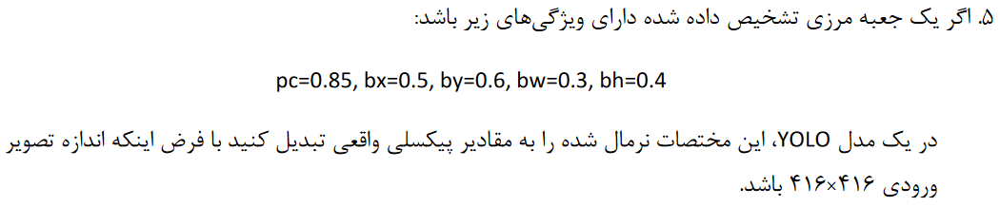 ۵. اگر یک جعبه مرزی تشخیص داده شده دارای ویژگی‌های زیر باشد:
pc=0.85, bx=0.5, by=0.6, bw=0.3, bh=0.4
در یک مدل YOLO، این مختصات نرمال شده را به مقادیر پیکسلی واقعی تبدیل کنید با فرض اینکه اندازه تصویر
ورودی ۴۱۶×۴۱۶ باشد.